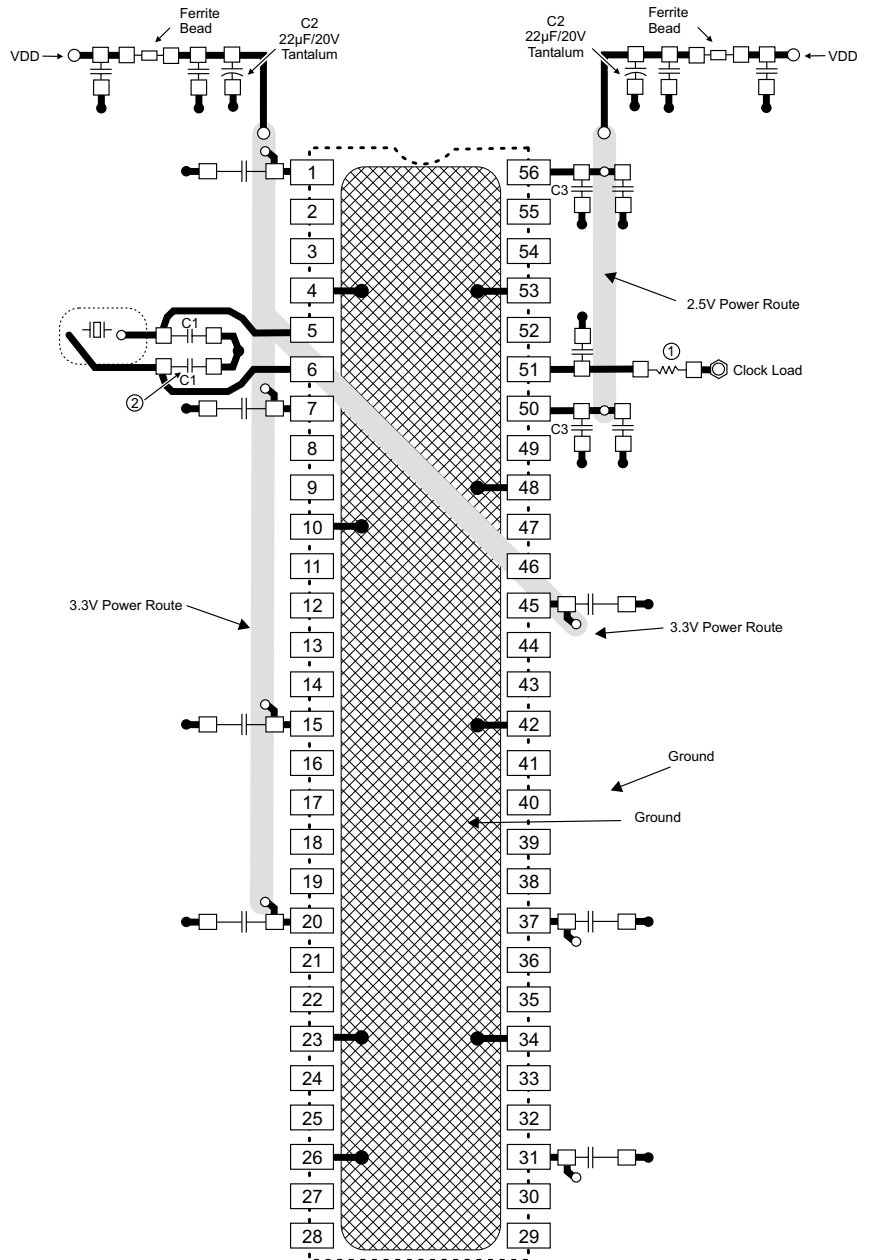 Ferrite
Bead
C2
22µF/20V
Tantalum
VDD
C2
22µF/20V
Tantalum
Ferrite
Bead
VDD
1
56
C3
2
55
3
54
4
53
2.5V Power Route
5
52
C1
6
51
1
Clock Load
C1
2
7
50
C3
8
49
9
48
10
47
11
46
12
45
3.3V Power Route
3.3V Power Route
13
44
14
43
15
42
16
41
Ground
17
40
Ground
18
39
19
38
20
37
21
36
22
35
23
34
24
33
25
32
26
31
27
30
28
29